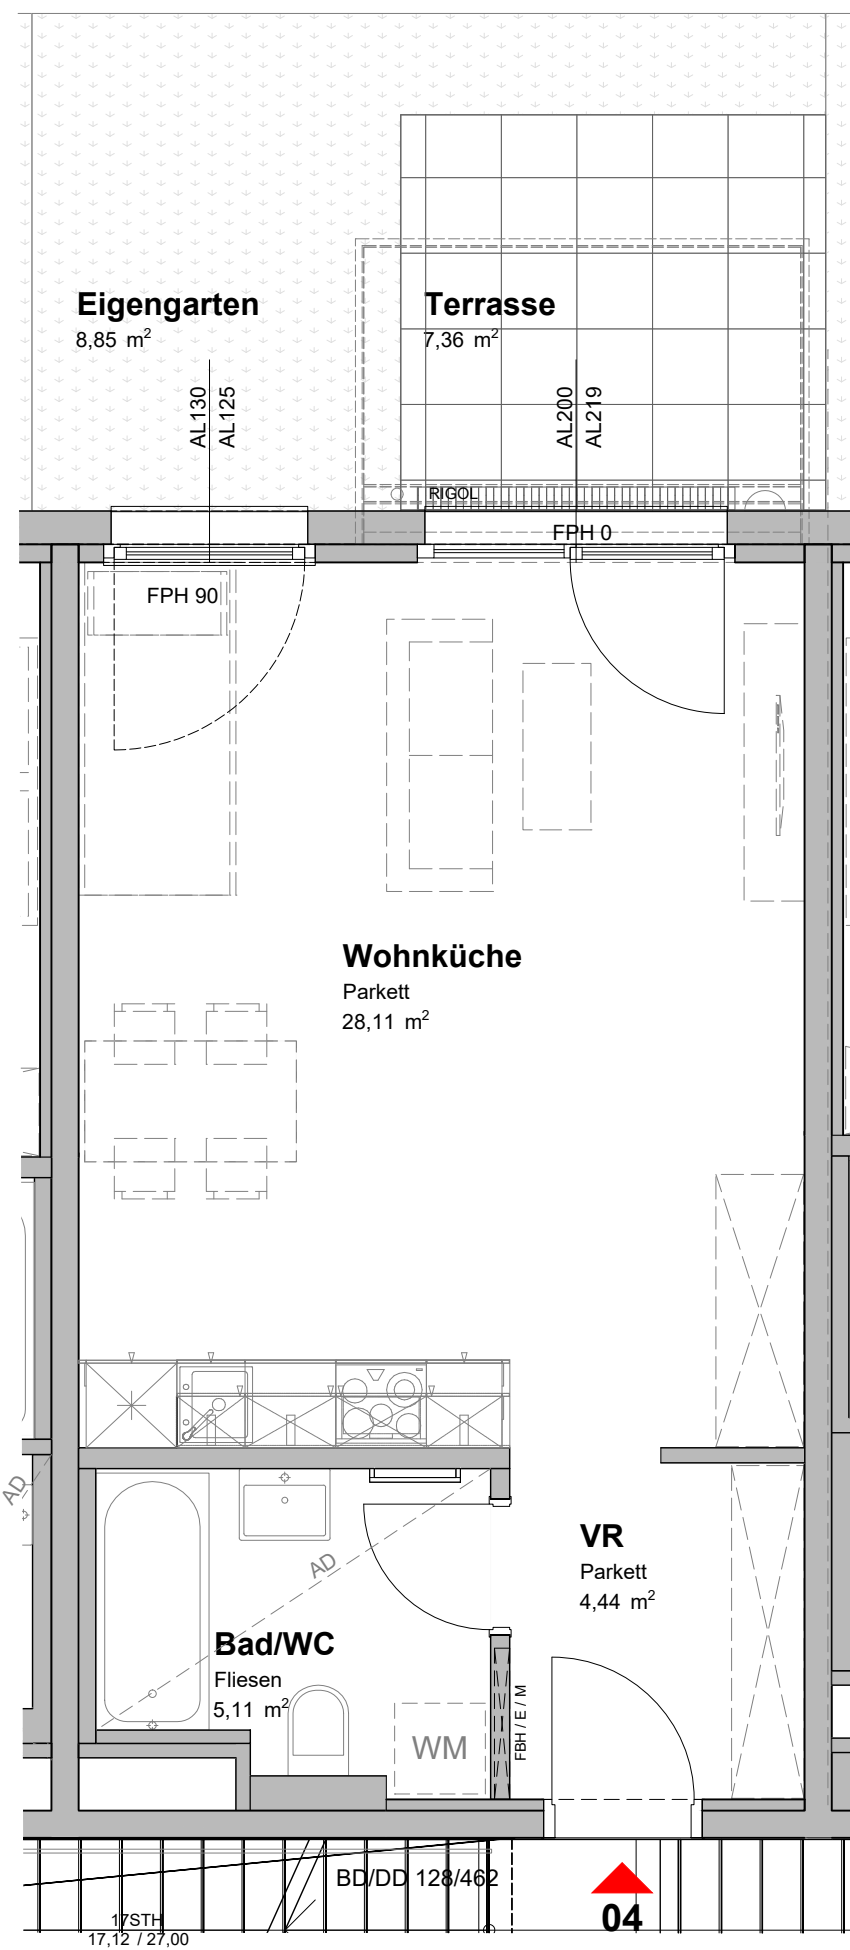 Eigengarten
8,85 m²
Terrasse
7,36 m²
AL130
AL125
AL200
AL219
RIGOL
FPH 0
FPH 90
Wohnküche
Parkett
28,11 m²
AD
AD
VR
Parkett
4,44 m²
Bad/WC
Fliesen
5,11 m²
WM
FBH / E / M
BD/DD 128/462
04
17STH
17,12 / 27,00